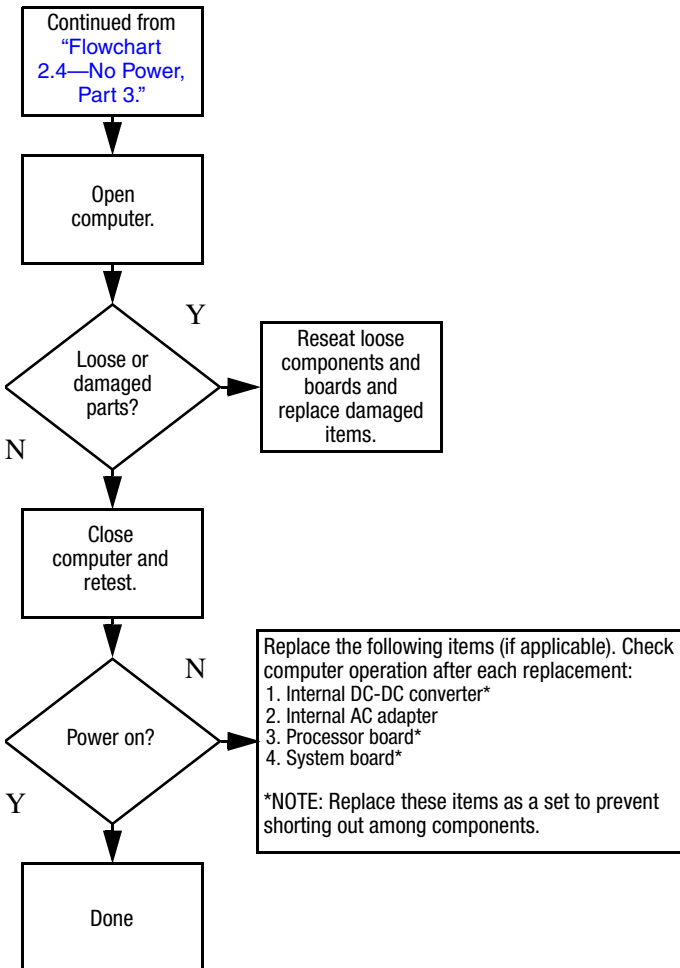 Continued from
“Flowchart
2.4—No Power,
Part 3.”
Open
computer.
Y
Loose or
damaged
parts?
Reseat loose
components and
boards and
replace damaged
items.
N
Close
computer and
retest.
N
Power on?
Replace the following items (if applicable). Check
computer operation after each replacement:
1. Internal DC-DC converter*
2. Internal AC adapter
3. Processor board*
4. System board*
*NOTE: Replace these items as a set to prevent
shorting out among components.
Y
Done